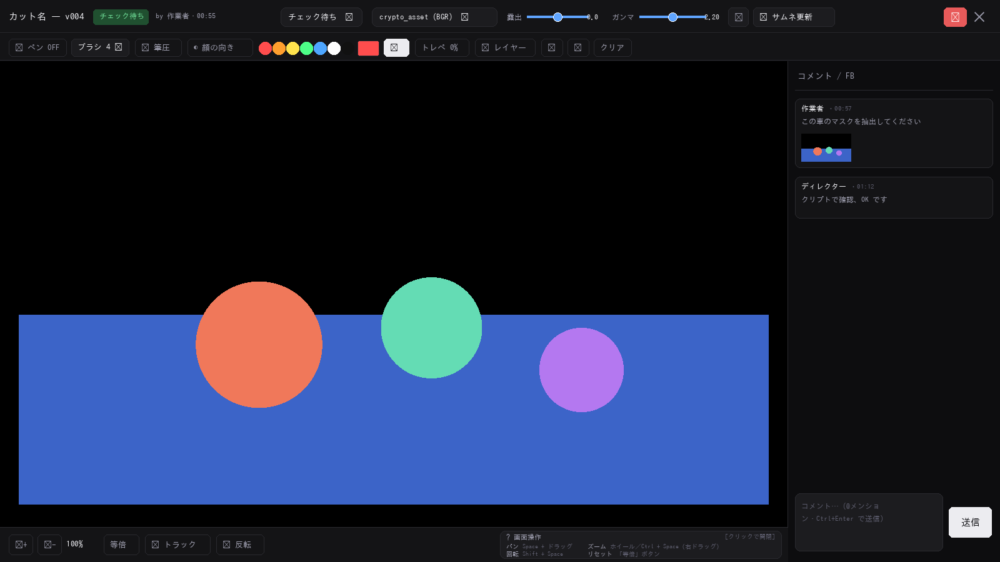 カット名 — v004
チェック待ち
by 作業者・00:55
チェック待ち
crypto_asset (BGR)
露出
0.0
ガンマ
2.20
サムネ更新
ペン OFF
ブラシ 4
筆圧
顔の向き
トレペ 0%
レイヤー
クリア
コメント / FB
作業者 ・00:57
この車のマスクを抽出してください
ディレクター ・01:12
クリプトで確認、OK です
コメント… (@メンショ
ン・Ctrl+Enter で送信)
送信
+
−
100%
等倍
トラック
反転
? 画面操作
[クリックで開閉]
パン Space + ドラッグ
ズーム ホイール／Ctrl + Space (右ドラッグ)
回転 Shift + Space
リセット 「等倍」ボタン